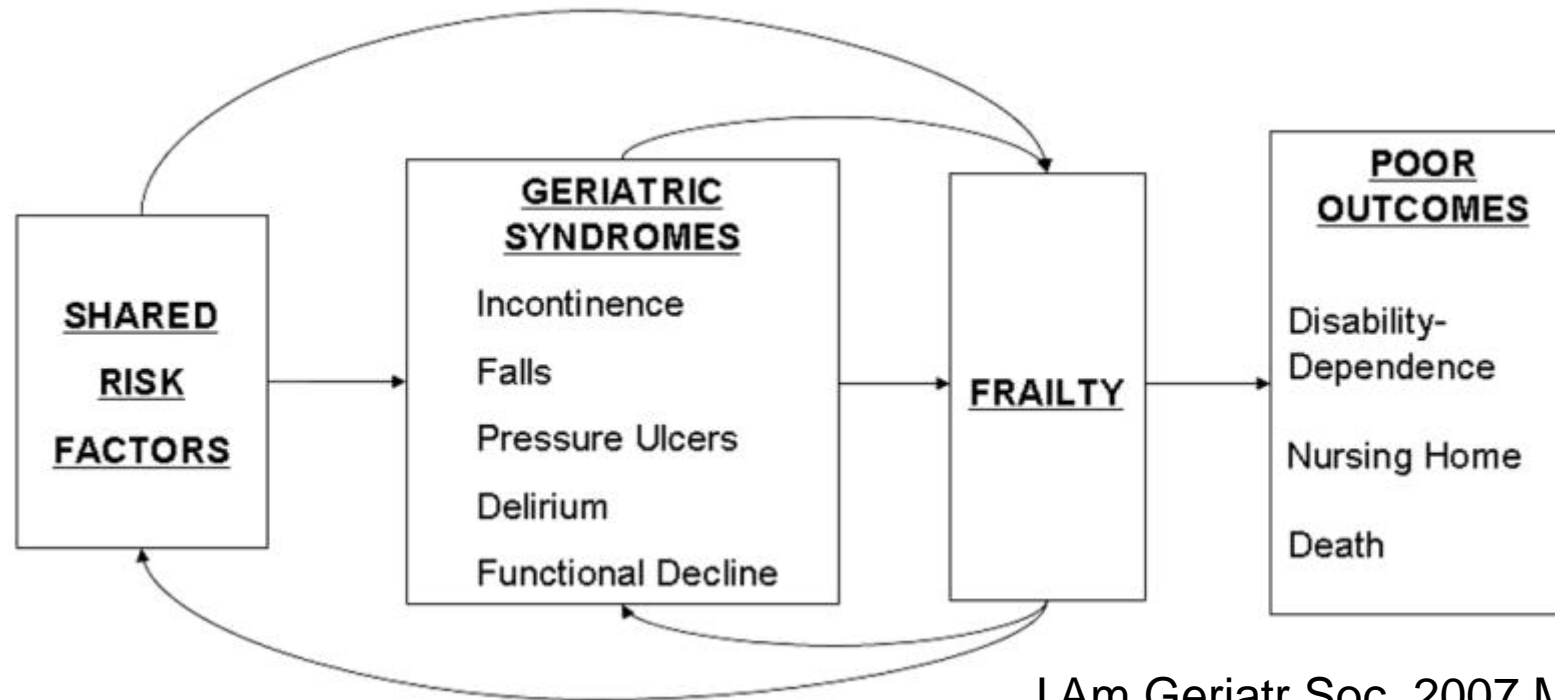 SHARED
RISK
FACTORS
GERIATRIC
SYNDROMES
Incontinence
Falls
Pressure Ulcers
Delirium
Functional Decline
FRAILTY
POOR
OUTCOMES
Disability-
Dependence
Nursing Home
Death
J Am Geriatr Soc. 2007 M